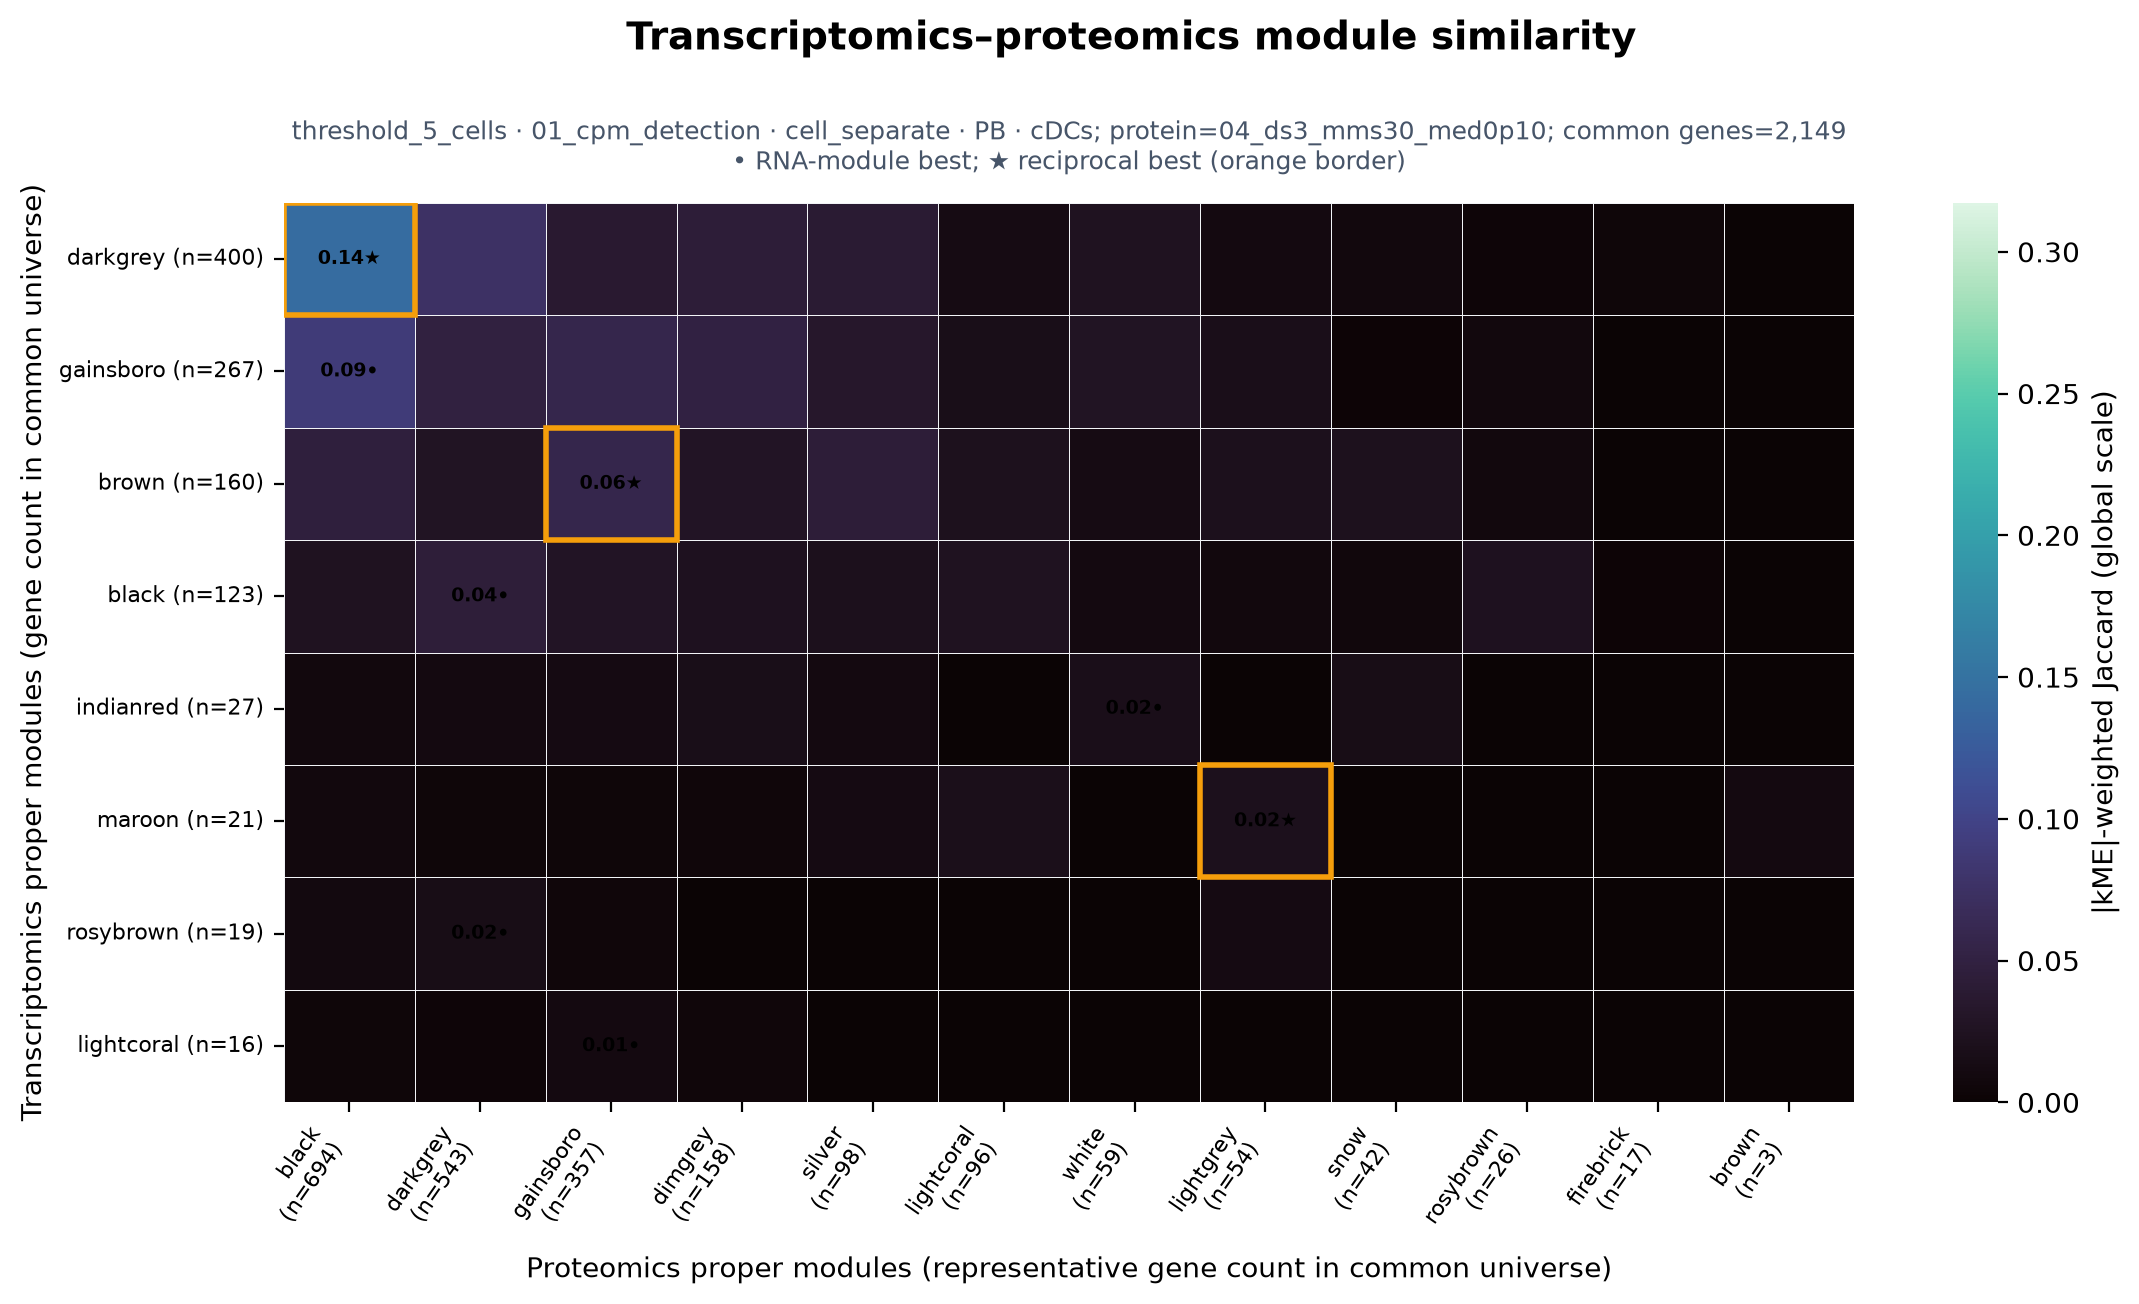 Transcriptomics–proteomics module similarity
threshold_5_cells · 01_cpm_detection · cell_separate · PB · cDCs; protein=04_ds3_mms30_med0p10; common genes=2,149
• RNA-module best; ★ reciprocal best (orange border)
Transcriptomics proper modules (gene count in common universe)
darkgrey (n=400)
gainsboro (n=267)
brown (n=160)
black (n=123)
indianred (n=27)
maroon (n=21)
rosybrown (n=19)
lightcoral (n=16)
0.14★
0.09•
0.06★
0.04•
0.02•
0.02★
0.02•
0.01•
black
(n=694)
darkgrey
(n=543)
gainsboro
(n=357)
dimgrey
(n=158)
silver
(n=98)
lightcoral
(n=96)
white
(n=59)
lightgrey
(n=54)
snow
(n=42)
rosybrown
(n=26)
firebrick
(n=17)
brown
(n=3)
Proteomics proper modules (representative gene count in common universe)
0.30
0.25
0.20
0.15
0.10
0.05
0.00
|kME|-weighted Jaccard (global scale)